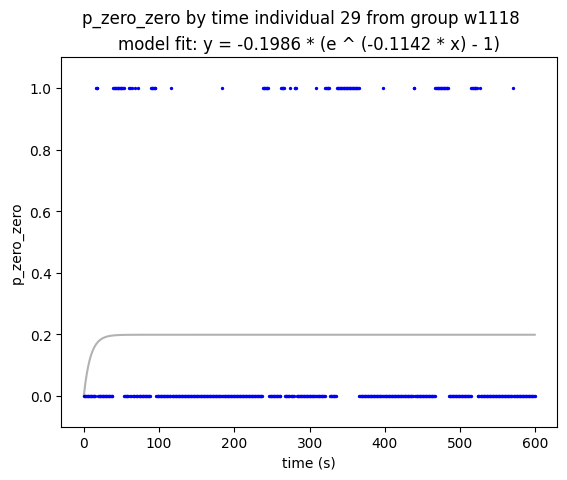 p_zero_zero by time individual 29 from group w1118
model fit: y = -0.1986 * (e ^ (-0.1142 * x) - 1)
1.0
0.8
0.6
0.4
0.2
0.0
p_zero_zero
0 100 200 300 400 500 600
time (s)